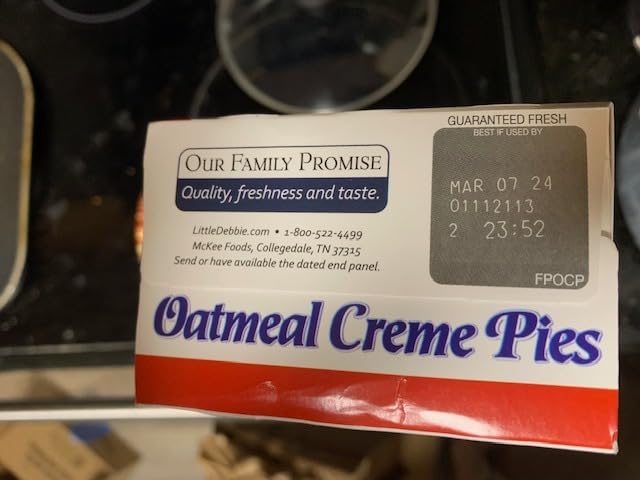 OUR FAMILY PROMISE
Quality, freshness and taste.
LittleDebbie.com • 1-800-522-4499
McKee Foods, Collegedale, TN 37315
Send or have available the dated end panel.
GUARANTEED FRESH
BEST IF USED BY
MAR 07 24
01112113
2 23:52
FPOCP
Oatmeal Creme Pies